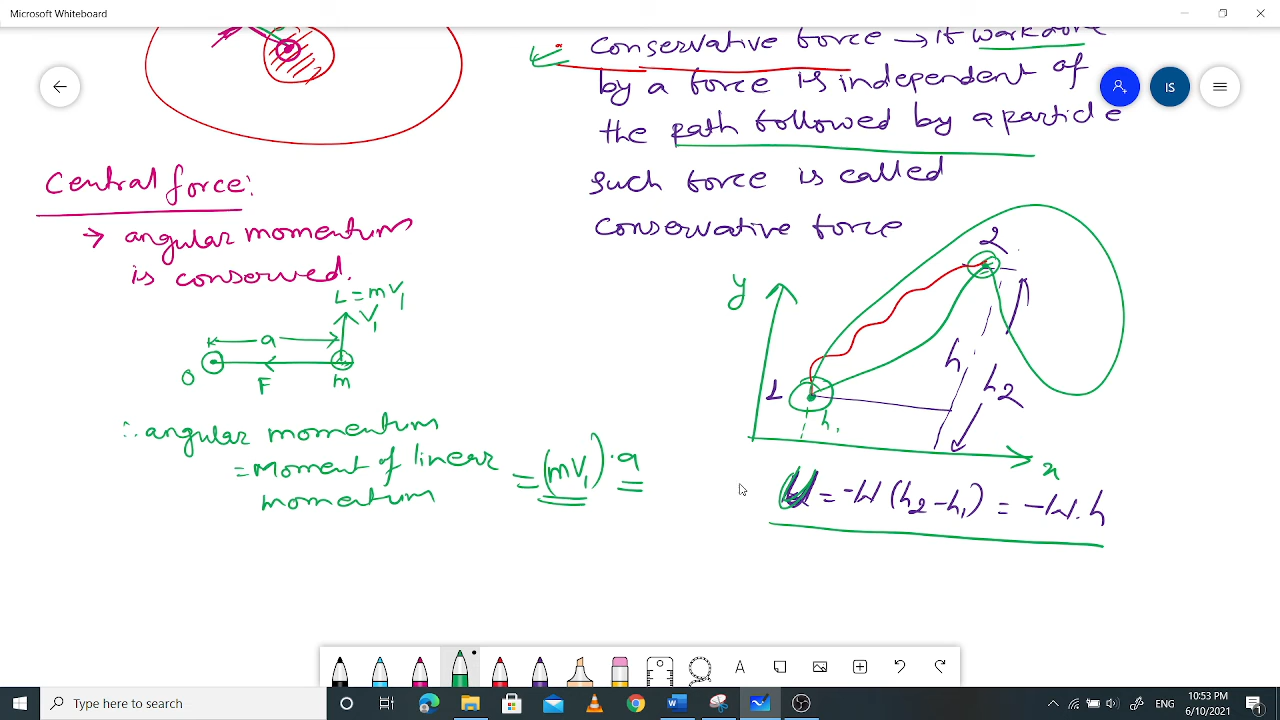 Microsoft Whiteboard
Conservative force → if workdone
by a force is independent of
the path followed by a particle
such force is called
Conservative force
IS
Central force:
→ angular momentum
is conserved.
L = mV₁
V₁
a
O
F
m
∴ angular momentum
= Moment of linear
momentum
= (mV₁) · a
y
2
1
h₁
h
h₂
x
U = -W (h₂ - h₁) = -W. h
A
Type here to search
ENG
10:53 PM
6/10/2021